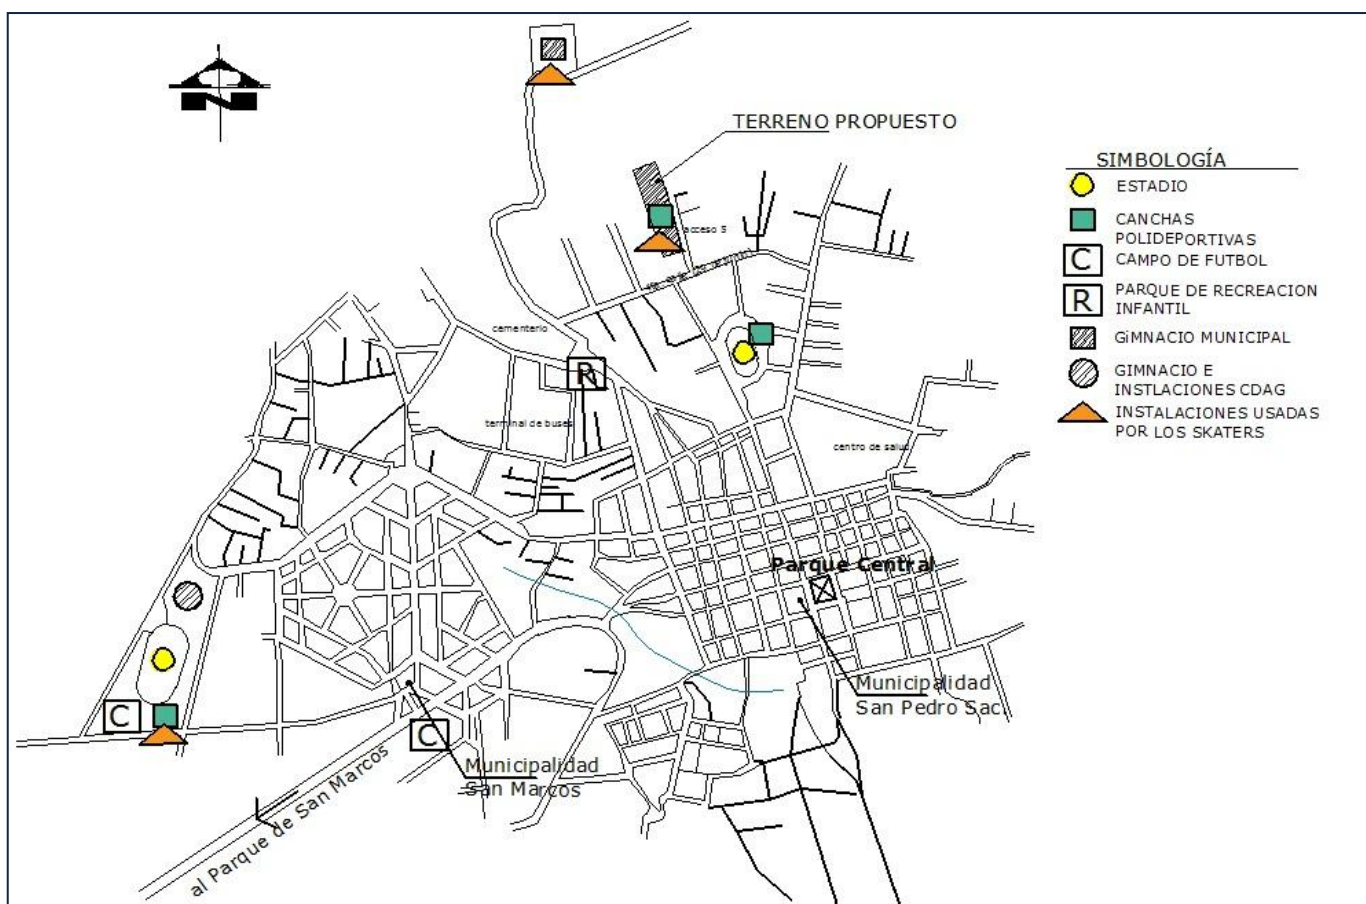 TERRENO PROPUESTO
SIMBOLOGÍA
ESTADIO
CANCHAS
POLIDEPORTIVAS
C
CAMPO DE FUTBOL
R
PARQUE DE RECREACION
INFANTIL
GiMNACIO MUNICIPAL
GIMNACIO E
INSTLACIONES CDAG
INSTALACIONES USADAS
POR LOS SKATERS
acceso S
cementerio
R
terminal de buses
centro de salud
Parque Central
Municipalidad
San Pedro Sac.
C
C
Municipalidad
San Marcos
al Parque de San Marcos